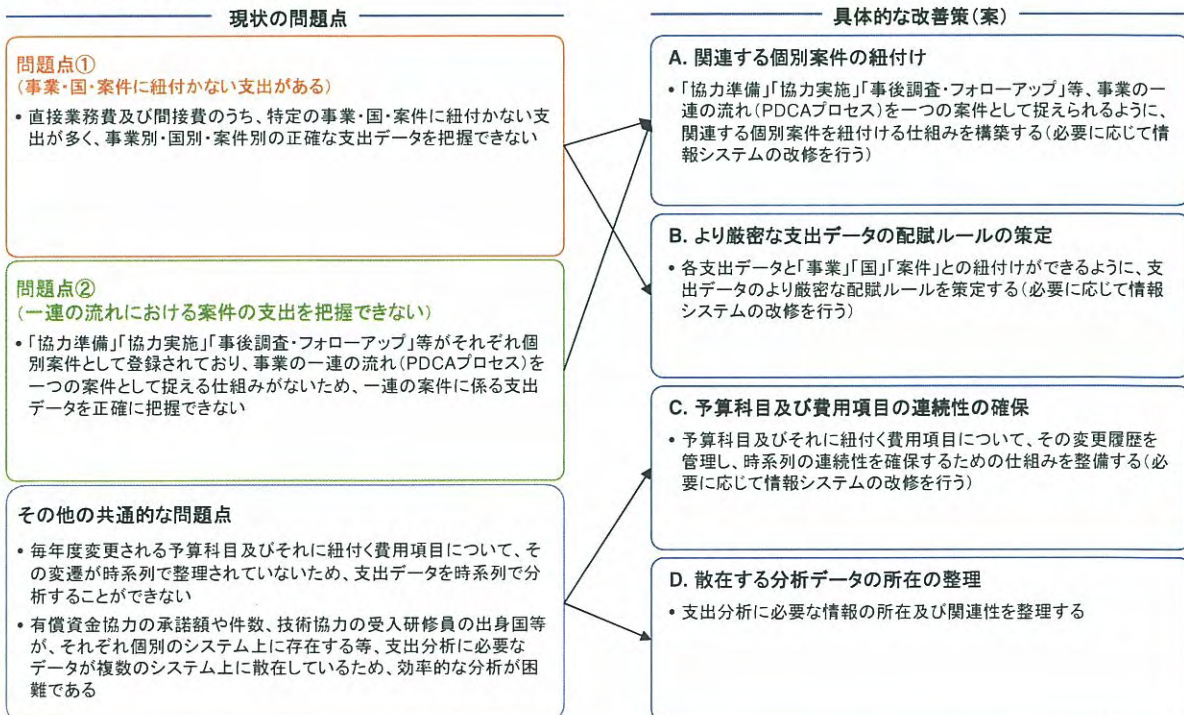 現状の問題点
問題点①
(事業・国・案件に紐付かない支出がある)
• 直接業務費及び間接費のうち、特定の事業・国・案件に紐付かない支
出が多く、事業別・国別・案件別の正確な支出データを把握できない
問題点②
(一連の流れにおける案件の支出を把握できない)
• 「協力準備」「協力実施」「事後調査・フォローアップ」等がそれぞれ個
別案件として登録されており、事業の一連の流れ(PDCAプロセス)を
一つの案件として捉える仕組みがないため、一連の案件に係る支出
データを正確に把握できない
その他の共通的な問題点
• 毎年度変更される予算科目及びそれに紐付く費用項目について、そ
の変遷が時系列で整理されていないため、支出データを時系列で分
析することができない
• 有償資金協力の承諾額や件数、技術協力の受入研修員の出身国等
が、それぞれ個別のシステム上に存在する等、支出分析に必要な
データが複数のシステム上に散在しているため、効率的な分析が困
難である
具体的な改善策(案)
A. 関連する個別案件の紐付け
• 「協力準備」「協力実施」「事後調査・フォローアップ」等、事業の一
連の流れ(PDCAプロセス)を一つの案件として捉えられるように、
関連する個別案件を紐付ける仕組みを構築する(必要に応じて情
報システムの改修を行う)
B. より厳密な支出データの配賦ルールの策定
• 各支出データと「事業」「国」「案件」との紐付けができるように、支
出データのより厳密な配賦ルールを策定する(必要に応じて情報
システムの改修を行う)
C. 予算科目及び費用項目の連続性の確保
• 予算科目及びそれに紐付く費用項目について、その変更履歴を
管理し、時系列の連続性を確保するための仕組みを整備する(必
要に応じて情報システムの改修を行う)
D. 散在する分析データの所在の整理
• 支出分析に必要な情報の所在及び関連性を整理する